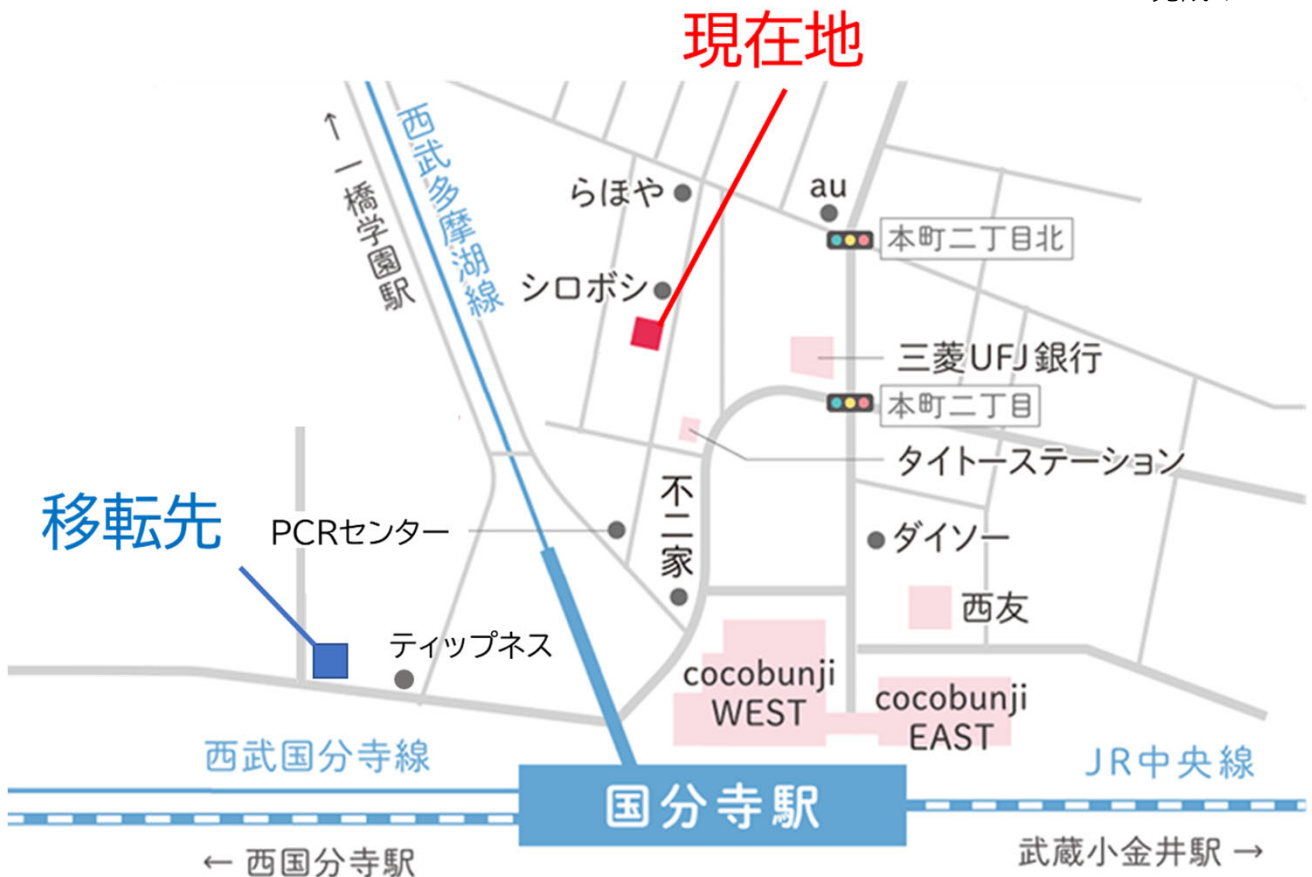 現在地
西武多摩湖線
↑一橋学園駅
らほや
au
本町二丁目北
シロボシ
三菱UFJ銀行
本町二丁目
タイトーステーション
移転先
PCRセンター
不二家
ダイソー
西友
ティップネス
cocobunji
WEST
cocobunji
EAST
西武国分寺線
JR中央線
国分寺駅
← 西国分寺駅
武蔵小金井駅 →